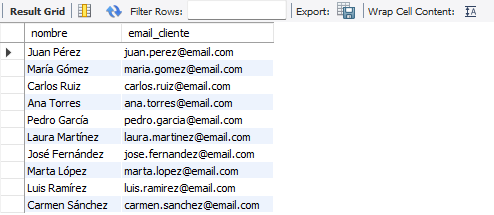 Result Grid Filter Rows: Export: Wrap Cell Content:
nombre email_cliente
Juan Pérez juan.perez@email.com
María Gómez maria.gomez@email.com
Carlos Ruiz carlos.ruiz@email.com
Ana Torres ana.torres@email.com
Pedro García pedro.garcia@email.com
Laura Martínez laura.martinez@email.com
José Fernández jose.fernandez@email.com
Marta López marta.lopez@email.com
Luis Ramírez luis.ramirez@email.com
Carmen Sánchez carmen.sanchez@email.com